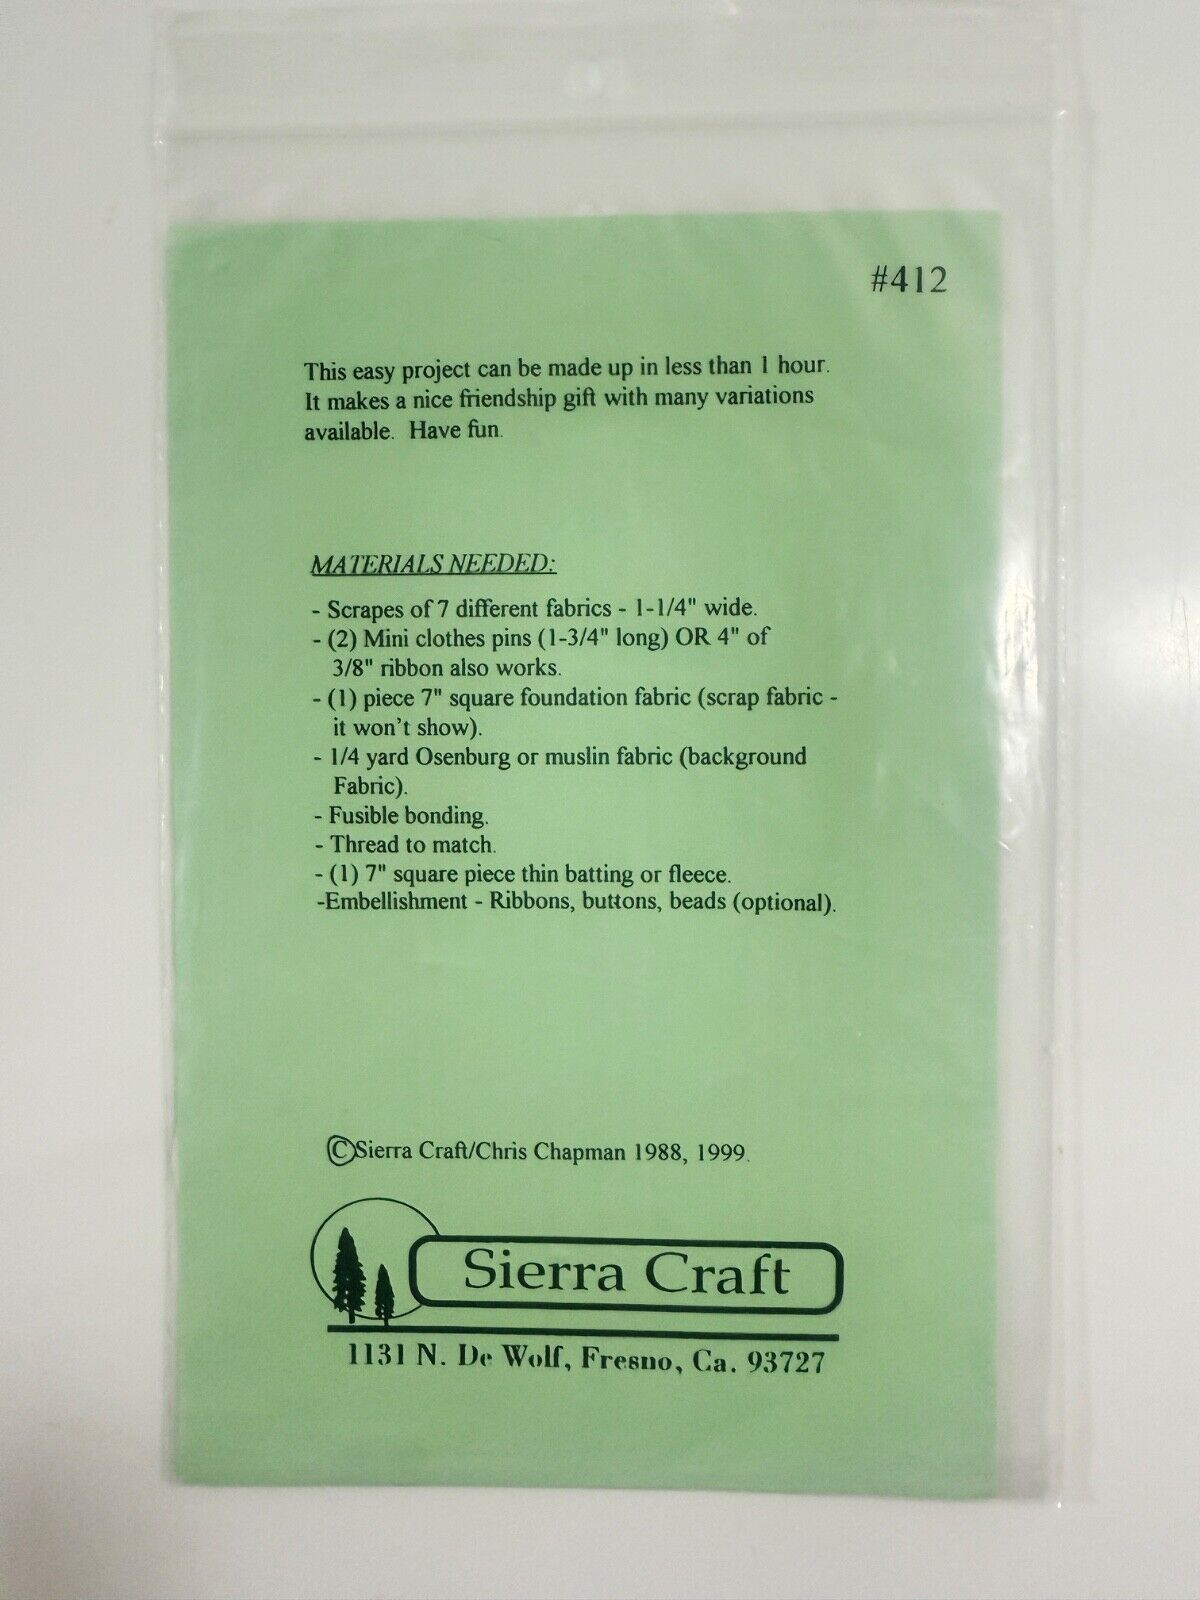 #412
This easy project can be made up in less than 1 hour.
It makes a nice friendship gift with many variations
available. Have fun.
MATERIALS NEEDED:
- Scrapes of 7 different fabrics - 1-1/4" wide.
- (2) Mini clothes pins (1-3/4" long) OR 4" of
3/8" ribbon also works.
- (1) piece 7" square foundation fabric (scrap fabric -
it won't show).
- 1/4 yard Osenburg or muslin fabric (background
Fabric).
- Fusible bonding.
- Thread to match.
- (1) 7" square piece thin batting or fleece.
-Embellishment - Ribbons, buttons, beads (optional).
©Sierra Craft/Chris Chapman 1988, 1999.
Sierra Craft
1131 N. De Wolf, Fresno, Ca. 93727